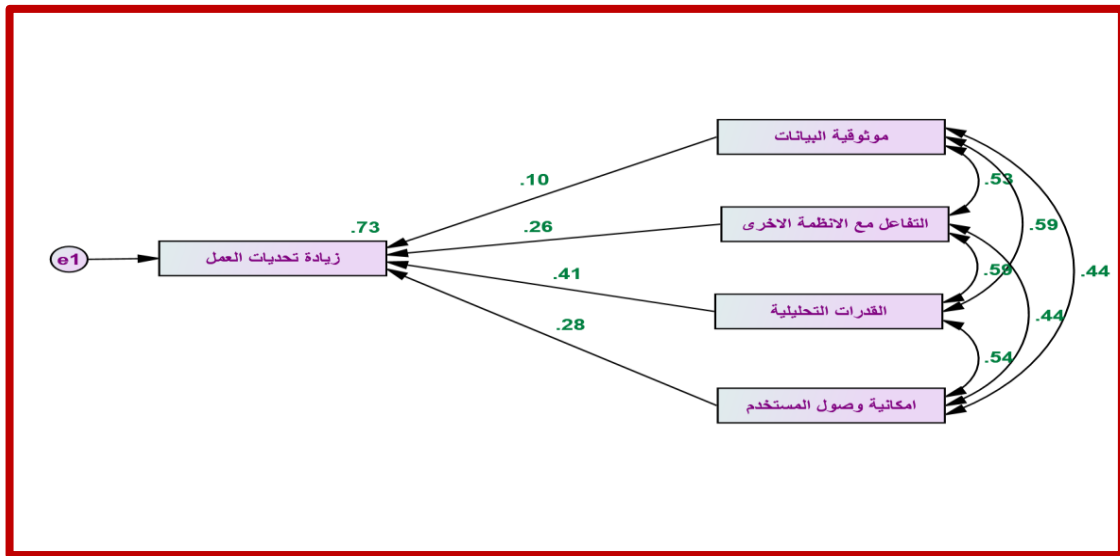 موثوقية البيانات
.10
.53
.73
.26
التفاعل مع الانظمة الاخرى
.59
e1
زيادة تحديات العمل
.41
.59
.44
القدرات التحليلية
.44
.28
.54
امكانية وصول المستخدم